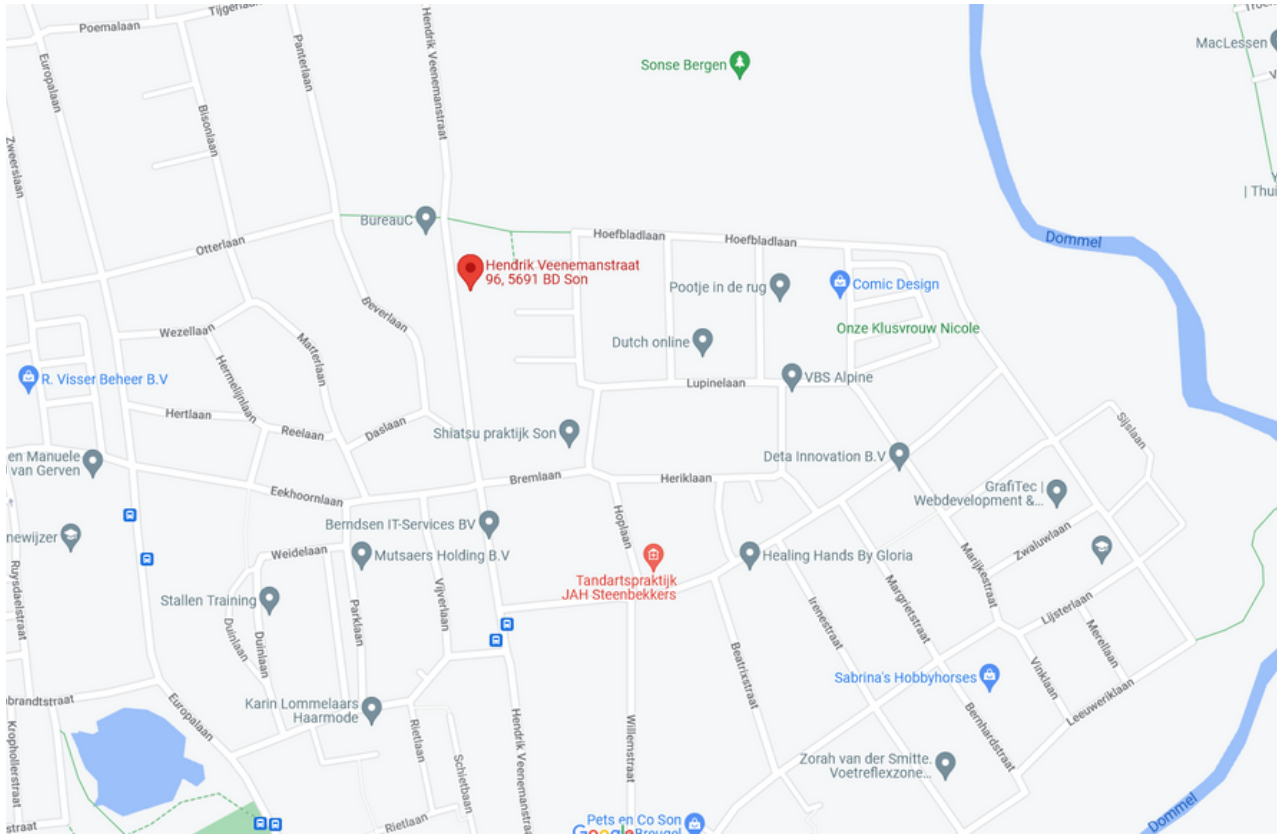 Tijgerlaan
Poemalaan
Europalaan
Panterlaan
Hendrik Veenemanstraat
Sonse Bergen
MacLessen
Zweerslaan
Bisonlaan
| Thui
BureauC
Otterlaan
Hoefbladlaan
Hoefbladlaan
Dommel
Hendrik Veenemanstraat
96, 5691 BD Son
Pootje in de rug
Comic Design
Beverlaan
Wezellaan
Marterlaan
Onze Klusvrouw Nicole
Dutch online
Hermelijnlaan
R. Visser Beheer B.V
Lupinelaan
VBS Alpine
Hertlaan
Reelaan
Daslaan
Shiatsu praktijk Son
Sijslaan
en Manuele
van Gerven
Deta Innovation B.V
Bremlaan
Heriklaan
Eekhoornlaan
GrafiTec |
Webdevelopment &...
Berndsen IT-Services BV
Hoplaan
newijzer
Weidelaan
Mutsaers Holding B.V
Healing Hands By Gloria
Marijkestraat
Zwaluwlaan
Tandartspraktijk
JAH Steenbekkers
Ruysdaelstraat
Stallen Training
Vijverlaan
Parklaan
Duinlaan
Duinlaan
Irenestraat
Margrietstraat
Lijsterlaan
Merellaan
Beatrixstraat
Vinklaan
Sabrina's Hobbyhorses
brandtstraat
Europalaan
Karin Lommelaars
Haarmode
Leeuweriklaan
Krophollerstraat
Rietlaan
Hendrik Veenemanstraat
Willemstraat
Bernhardstraat
Schietbaan
Zorah van der Smitte.
Voetreflexzone...
Rietlaan
Pets en Co Son
Breugel
Google
Dommel
straat